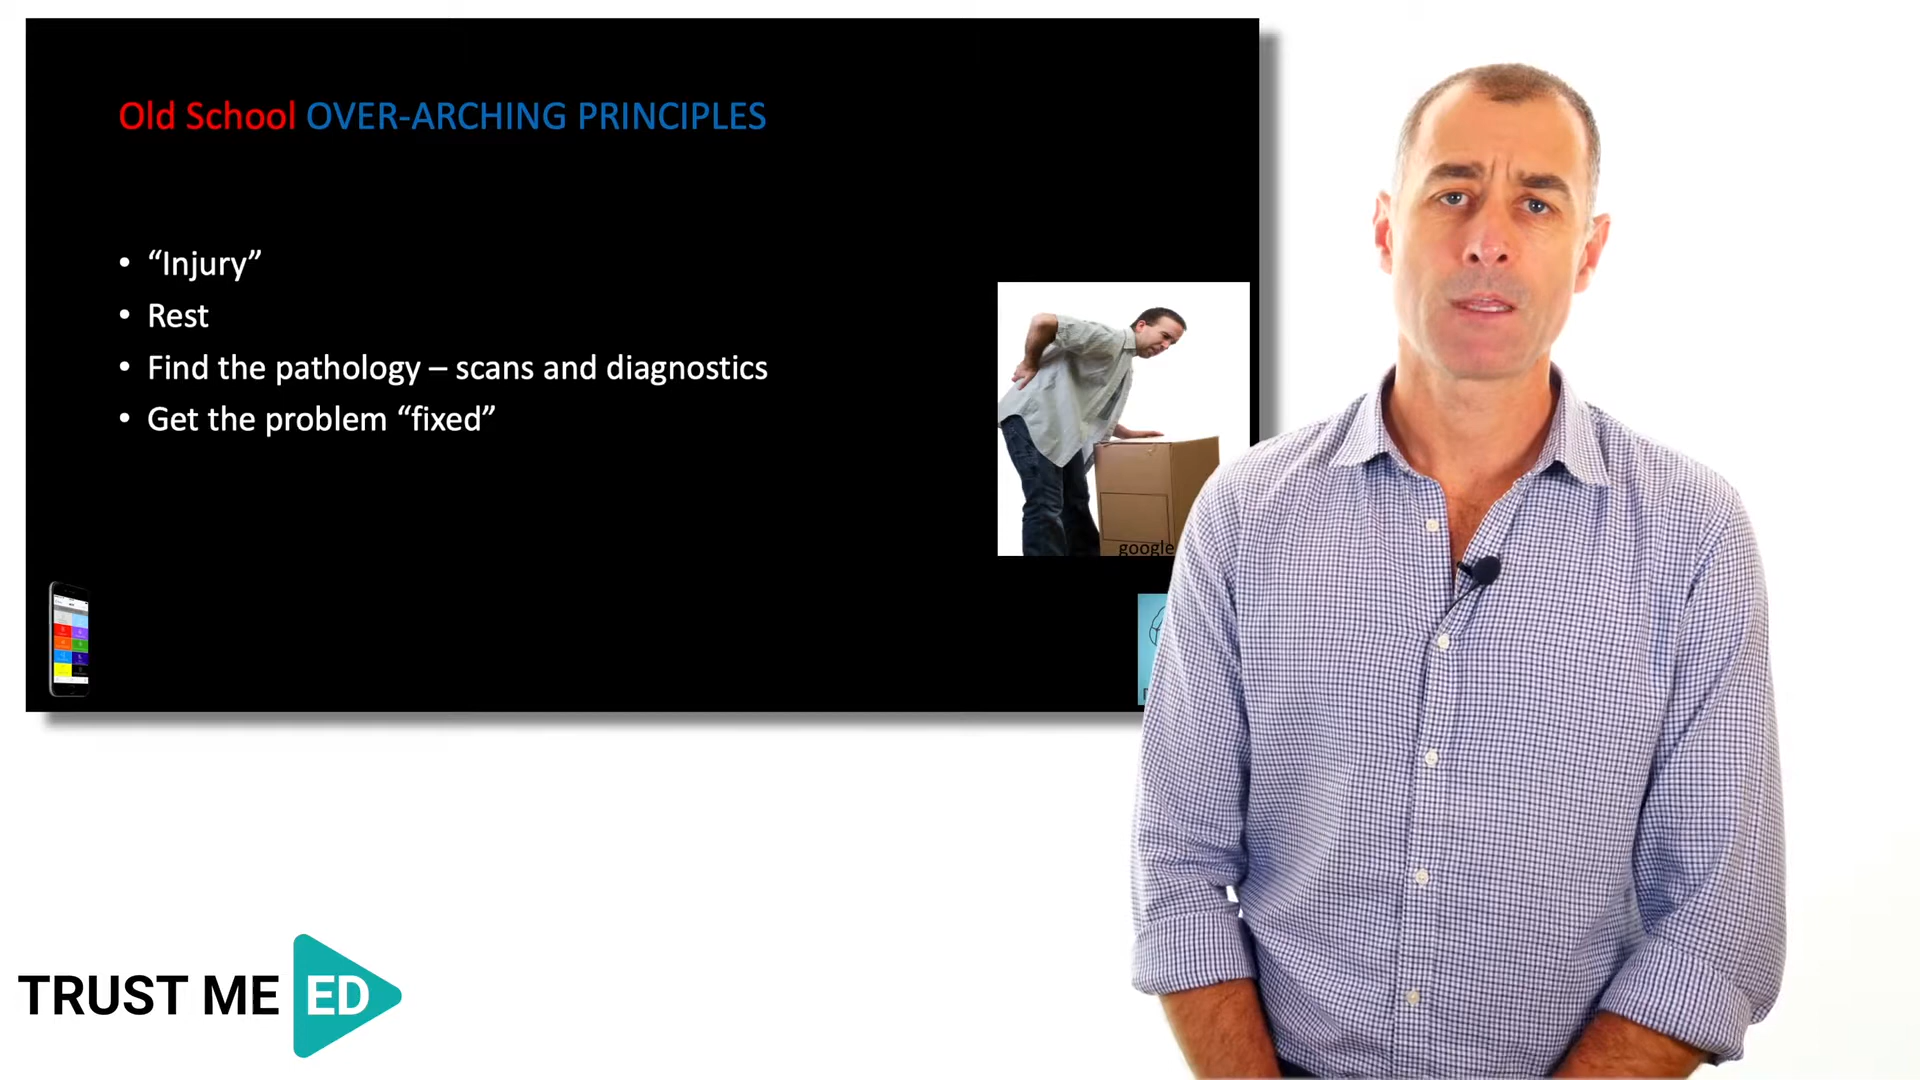 Old School OVER-ARCHING PRINCIPLES
• “Injury”
• Rest
• Find the pathology – scans and diagnostics
• Get the problem “fixed”
google
TRUST ME ED